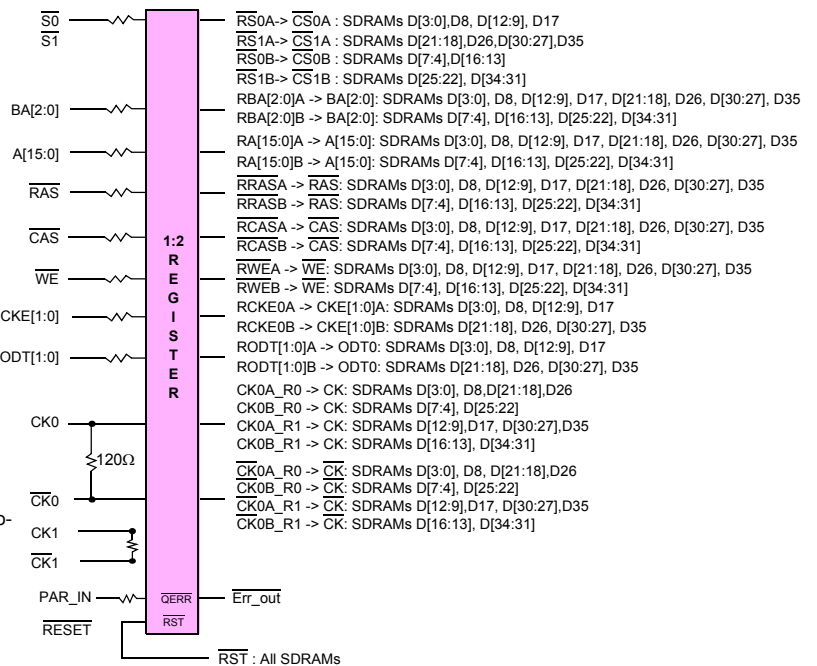 S0
S1
BA[2:0]
A[15:0]
RAS
CAS
WE
CKE[1:0]
ODT[1:0]
CK0
120Ω
CK0
p-
CK1
CK1
PAR_IN
RESET
1:2
R
E
G
I
S
T
E
R
QERR
RST
RS0A-> CS0A : SDRAMs D[3:0],D8, D[12:9], D17
RS1A-> CS1A : SDRAMs D[21:18],D26,D[30:27],D35
RS0B-> CS0B : SDRAMs D[7:4],D[16:13]
RS1B-> CS1B : SDRAMs D[25:22], D[34:31]
RBA[2:0]A -> BA[2:0]: SDRAMs D[3:0], D8, D[12:9], D17, D[21:18], D26, D[30:27], D35
RBA[2:0]B -> BA[2:0]: SDRAMs D[7:4], D[16:13], D[25:22], D[34:31]
RA[15:0]A -> A[15:0]: SDRAMs D[3:0], D8, D[12:9], D17, D[21:18], D26, D[30:27], D35
RA[15:0]B -> A[15:0]: SDRAMs D[7:4], D[16:13], D[25:22], D[34:31]
RRASA -> RAS: SDRAMs D[3:0], D8, D[12:9], D17, D[21:18], D26, D[30:27], D35
RRASB -> RAS: SDRAMs D[7:4], D[16:13], D[25:22], D[34:31]
RCASA -> CAS: SDRAMs D[3:0], D8, D[12:9], D17, D[21:18], D26, D[30:27], D35
RCASB -> CAS: SDRAMs D[7:4], D[16:13], D[25:22], D[34:31]
RWEA -> WE: SDRAMs D[3:0], D8, D[12:9], D17, D[21:18], D26, D[30:27], D35
RWEB -> WE: SDRAMs D[7:4], D[16:13], D[25:22], D[34:31]
RCKE0A -> CKE[1:0]A: SDRAMs D[3:0], D8, D[12:9], D17
RCKE0B -> CKE[1:0]B: SDRAMs D[21:18], D26, D[30:27], D35
RODT[1:0]A -> ODT0: SDRAMs D[3:0], D8, D[12:9], D17
RODT[1:0]B -> ODT0: SDRAMs D[21:18], D26, D[30:27], D35
CK0A_R0 -> CK: SDRAMs D[3:0], D8,D[21:18],D26
CK0B_R0 -> CK: SDRAMs D[7:4], D[25:22]
CK0A_R1 -> CK: SDRAMs D[12:9],D17, D[30:27],D35
CK0B_R1 -> CK: SDRAMs D[16:13], D[34:31]
CK0A_R0 -> CK: SDRAMs D[3:0], D8, D[21:18],D26
CK0B_R0 -> CK: SDRAMs D[7:4], D[25:22]
CK0A_R1 -> CK: SDRAMs D[12:9],D17, D[30:27],D35
CK0B_R1 -> CK: SDRAMs D[16:13], D[34:31]
Err_out
RST : All SDRAMs